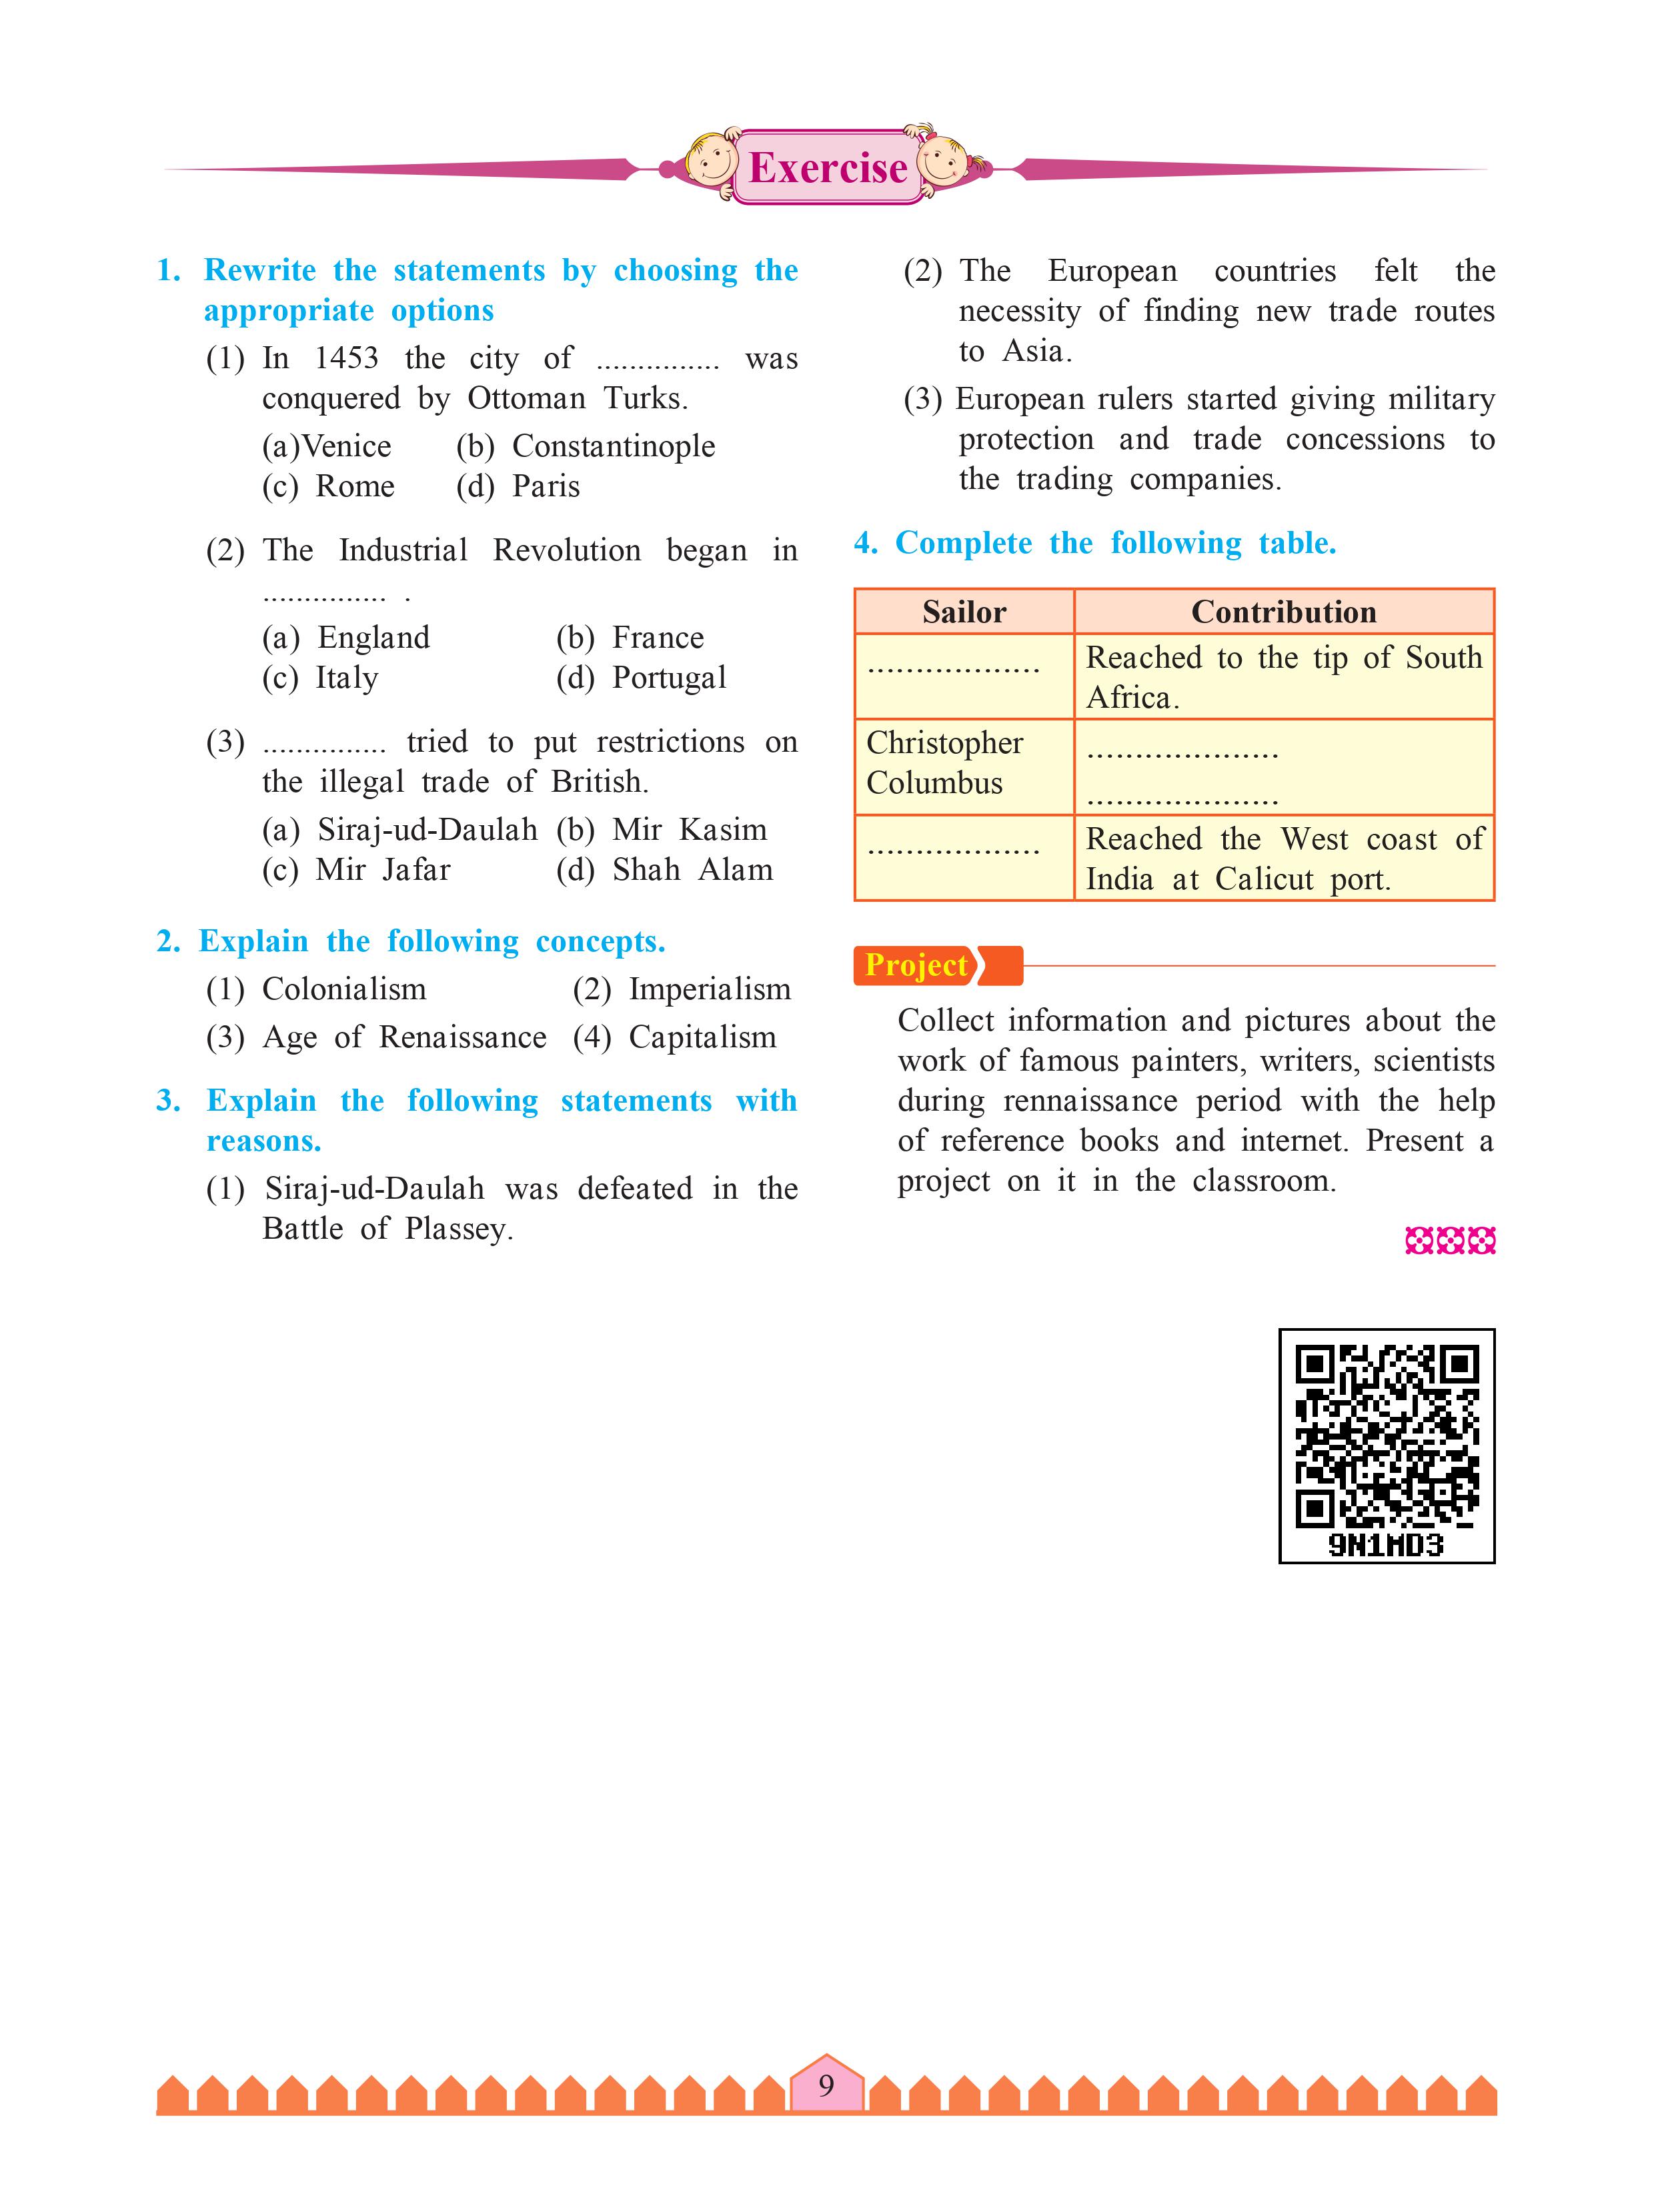 Exercise
1. Rewrite the statements by choosing the
appropriate options
(1) In 1453 the city of ............... was
conquered by Ottoman Turks.
(a)Venice (b) Constantinople
(c) Rome (d) Paris
(2) The Industrial Revolution began in
............... .
(a) England (b) France
(c) Italy (d) Portugal
(3) ............... tried to put restrictions on
the illegal trade of British.
(a) Siraj-ud-Daulah (b) Mir Kasim
(c) Mir Jafar (d) Shah Alam
2. Explain the following concepts.
(1) Colonialism (2) Imperialism
(3) Age of Renaissance (4) Capitalism
3. Explain the following statements with
reasons.
(1) Siraj-ud-Daulah was defeated in the
Battle of Plassey.
(2) The European countries felt the
necessity of finding new trade routes
to Asia.
(3) European rulers started giving military
protection and trade concessions to
the trading companies.
4. Complete the following table.
Sailor Contribution
.................. Reached to the tip of South
Africa.
Christopher ....................
Columbus ....................
.................. Reached the West coast of
India at Calicut port.
Project
Collect information and pictures about the
work of famous painters, writers, scientists
during rennaissance period with the help
of reference books and internet. Present a
project on it in the classroom.
9N1MD3
9